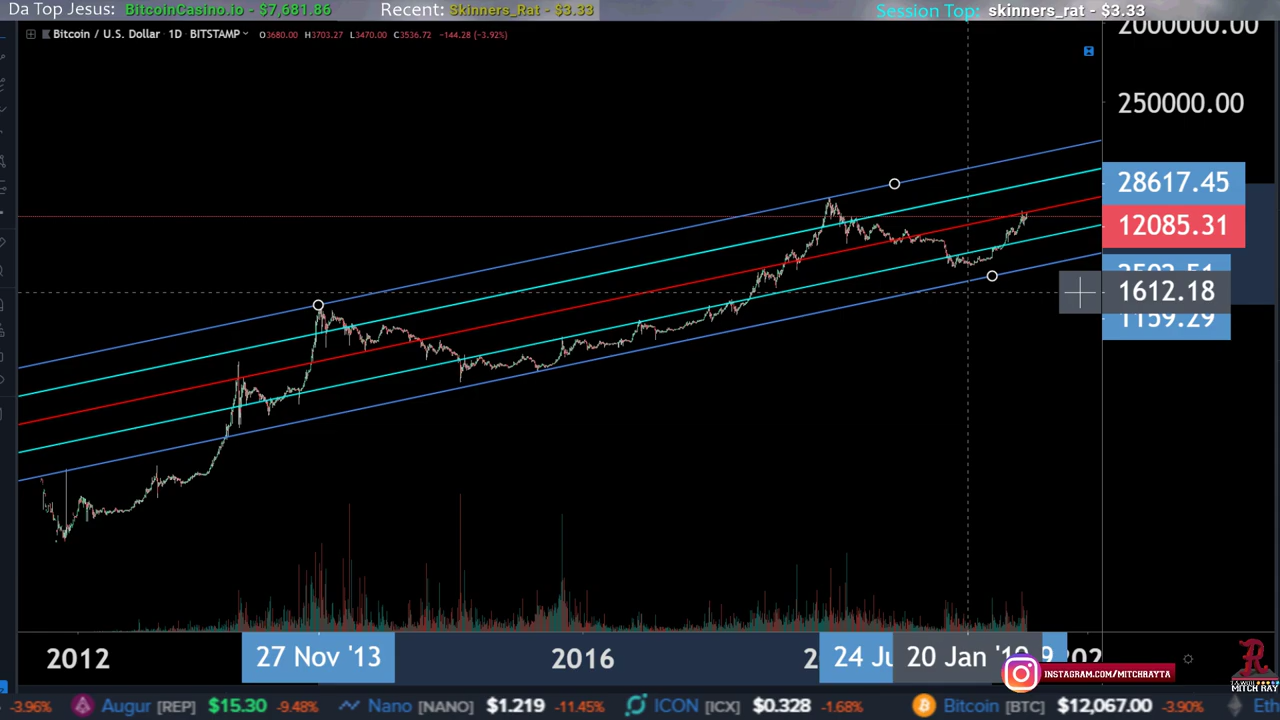 Da Top Jesus: BitcoinCasino.io - $7,681.86 Recent: Skinners_Rat - $3.33 Session Top: skinners_rat - $3.33
Bitcoin / U.S. Dollar · 1D · BITSTAMP O3680.00 H3703.27 L3470.00 C3536.72 -144.28 (-3.92%)
2000000.00
250000.00
28617.45
12085.31
1612.18
1159.29
2012 27 Nov '13 2016 24 20 Jan
INSTAGRAM.COM/MITCHRAYTA
MITCH RAY
-3.96% Augur [REP] $15.30 -9.48% Nano [NANO] $1.219 -11.45% ICON [ICX] $0.328 -1.68% Bitcoin [BTC] $12,067.00 -3.90%